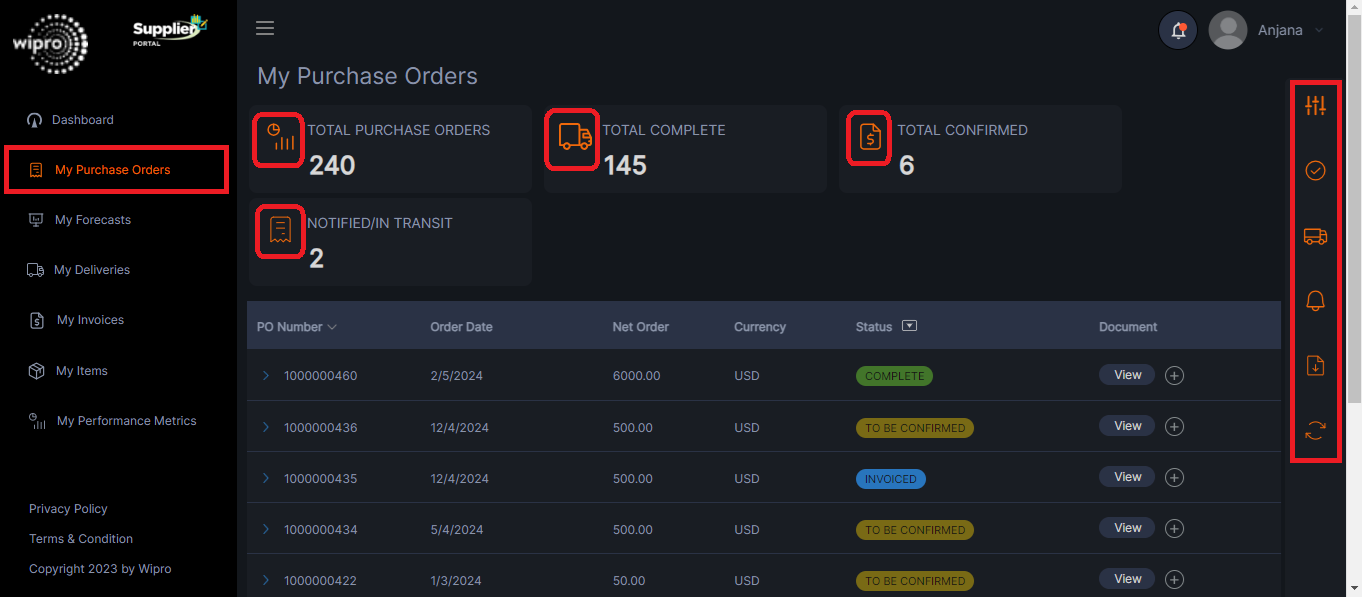 wipro
Supplier
PORTAL
Anjana
My Purchase Orders
Dashboard
My Purchase Orders
My Forecasts
My Deliveries
My Invoices
My Items
My Performance Metrics
Privacy Policy
Terms & Condition
Copyright 2023 by Wipro
TOTAL PURCHASE ORDERS
240
TOTAL COMPLETE
145
TOTAL CONFIRMED
6
NOTIFIED/IN TRANSIT
2
PO Number Order Date Net Order Currency Status Document
1000000460 2/5/2024 6000.00 USD COMPLETE View
1000000436 12/4/2024 500.00 USD TO BE CONFIRMED View
1000000435 12/4/2024 500.00 USD INVOICED View
1000000434 5/4/2024 500.00 USD TO BE CONFIRMED View
1000000422 1/3/2024 50.00 USD TO BE CONFIRMED View